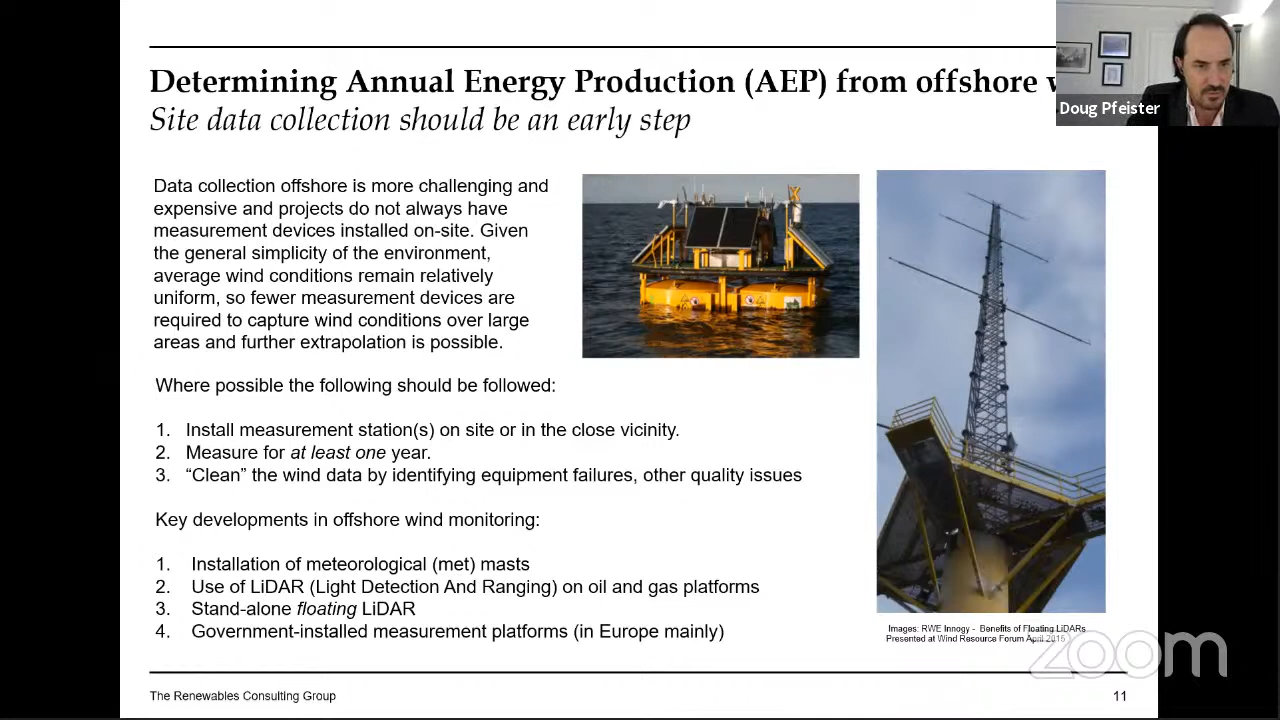 Determining Annual Energy Production (AEP) from offshore
Site data collection should be an early step
Doug Pfeister
Data collection offshore is more challenging and
expensive and projects do not always have
measurement devices installed on-site. Given
the general simplicity of the environment,
average wind conditions remain relatively
uniform, so fewer measurement devices are
required to capture wind conditions over large
areas and further extrapolation is possible.
Where possible the following should be followed:
1. Install measurement station(s) on site or in the close vicinity.
2. Measure for at least one year.
3. “Clean” the wind data by identifying equipment failures, other quality issues
Key developments in offshore wind monitoring:
1. Installation of meteorological (met) masts
2. Use of LiDAR (Light Detection And Ranging) on oil and gas platforms
3. Stand-alone floating LiDAR
4. Government-installed measurement platforms (in Europe mainly)
Images: RWE Innogy - Benefits of Floating LiDARs
Presented at Wind Resource Forum April 2015
zoom
The Renewables Consulting Group
11